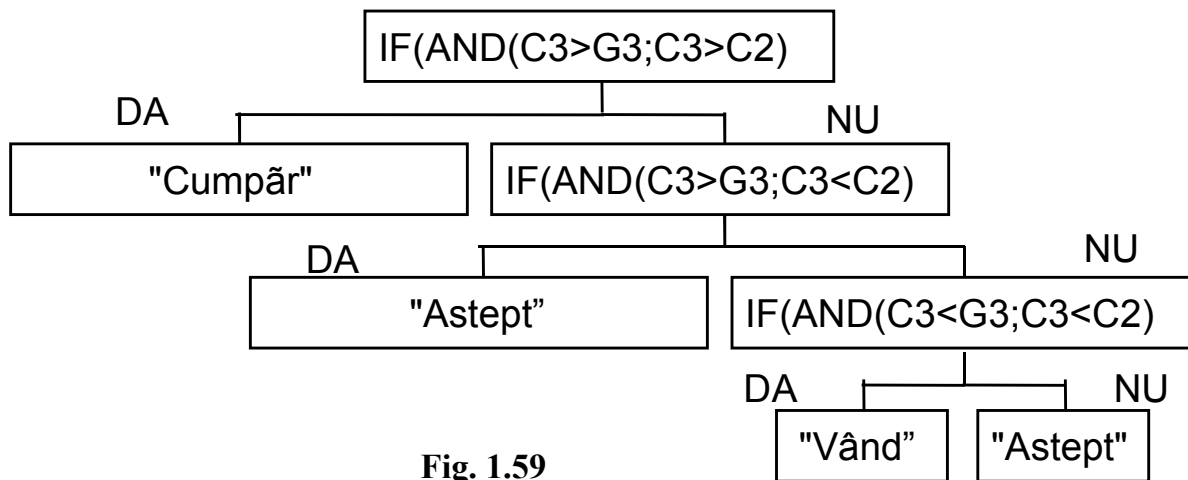 IF(AND(C3>G3;C3>C2)
DA
NU
"Cumpãr"
IF(AND(C3>G3;C3<C2)
DA
NU
"Astept”
IF(AND(C3<G3;C3<C2)
DA
NU
"Vând”
"Astept"
Fig. 1.59